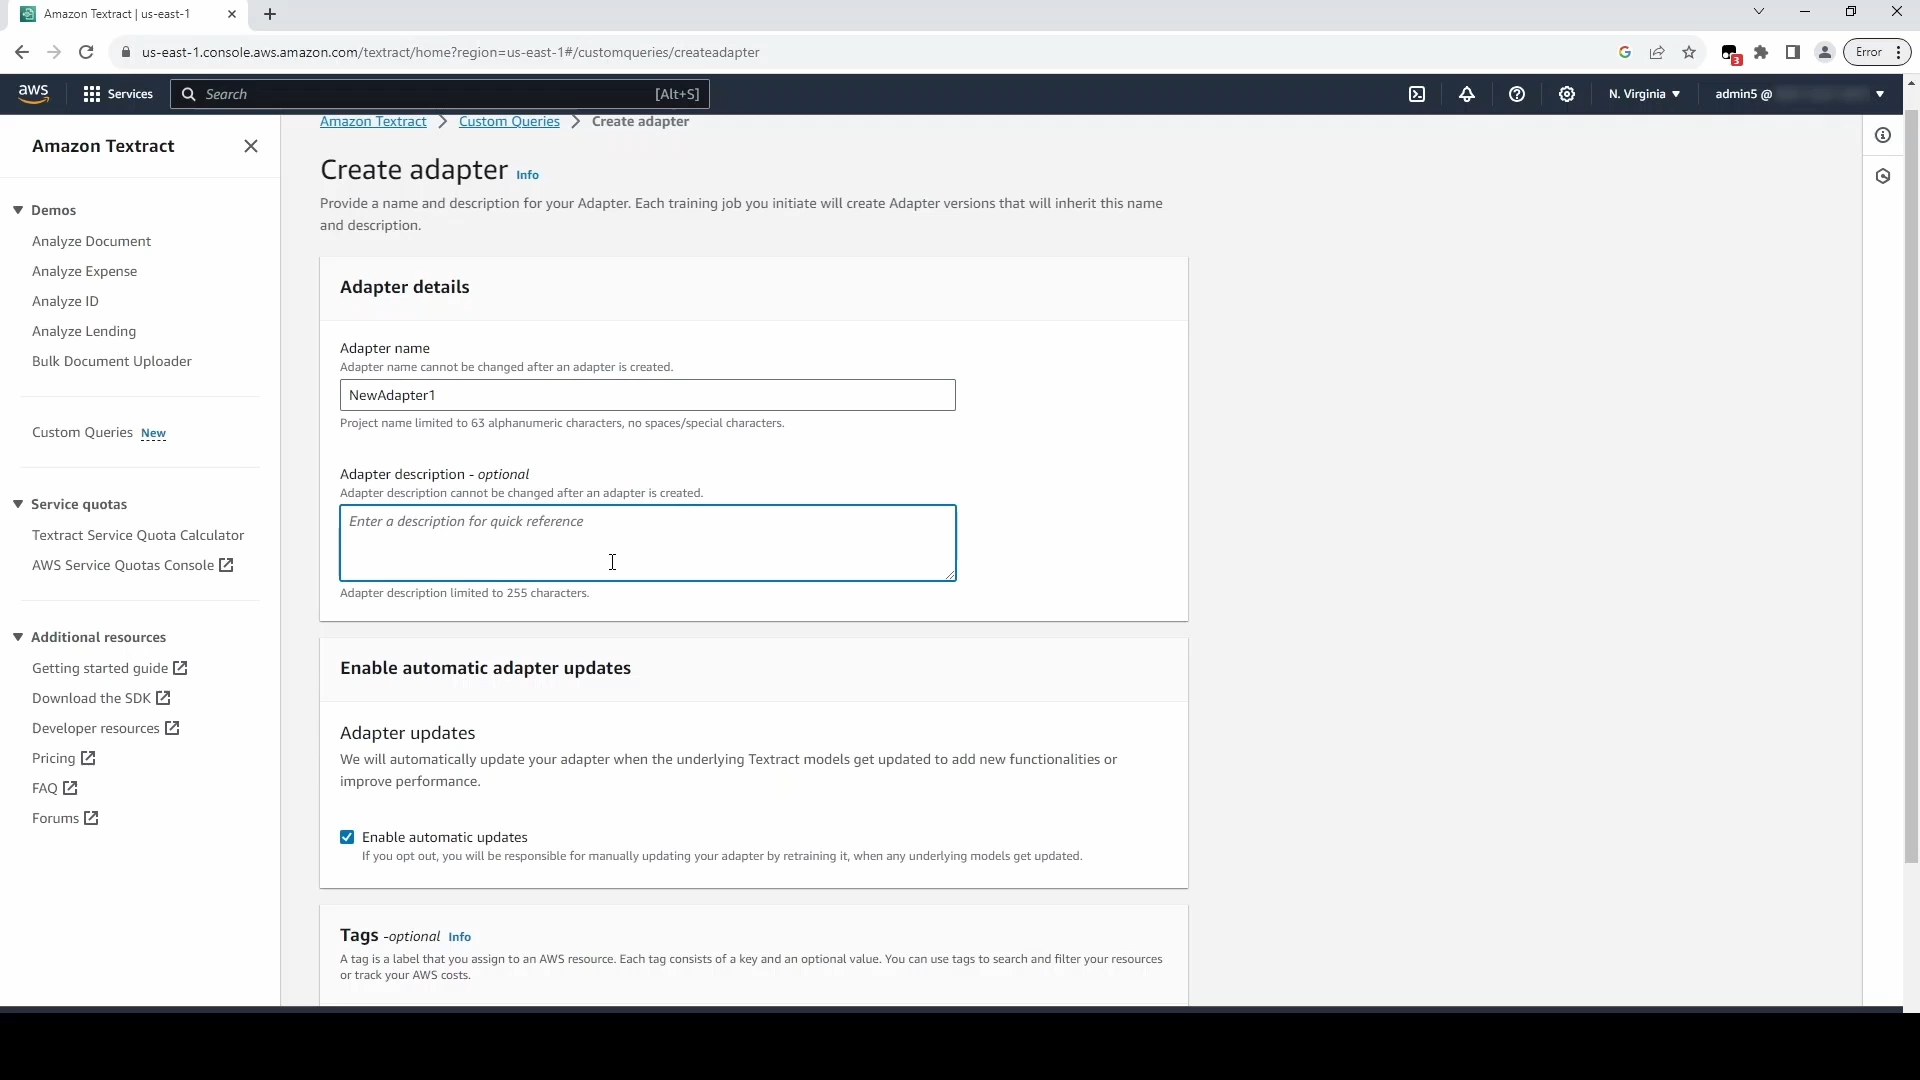 Amazon Textract | us-east-1
us-east-1.console.aws.amazon.com/textract/home?region=us-east-1#/customqueries/createadapter
3
Error
aws
Services
Search
[Alt+S]
N. Virginia
admin5 @
Amazon Textract
Demos
Analyze Document
Analyze Expense
Analyze ID
Analyze Lending
Bulk Document Uploader
Custom Queries New
Service quotas
Textract Service Quota Calculator
AWS Service Quotas Console
Additional resources
Getting started guide
Download the SDK
Developer resources
Pricing
FAQ
Forums
Amazon Textract > Custom Queries > Create adapter
Create adapter Info
Provide a name and description for your Adapter. Each training job you initiate will create Adapter versions that will inherit this name
and description.
Adapter details
Adapter name
Adapter name cannot be changed after an adapter is created.
NewAdapter1
Project name limited to 63 alphanumeric characters, no spaces/special characters.
Adapter description - optional
Adapter description cannot be changed after an adapter is created.
Enter a description for quick reference
Adapter description limited to 255 characters.
Enable automatic adapter updates
Adapter updates
We will automatically update your adapter when the underlying Textract models get updated to add new functionalities or
improve performance.
Enable automatic updates
If you opt out, you will be responsible for manually updating your adapter by retraining it, when any underlying models get updated.
Tags -optional Info
A tag is a label that you assign to an AWS resource. Each tag consists of a key and an optional value. You can use tags to search and filter your resources
or track your AWS costs.